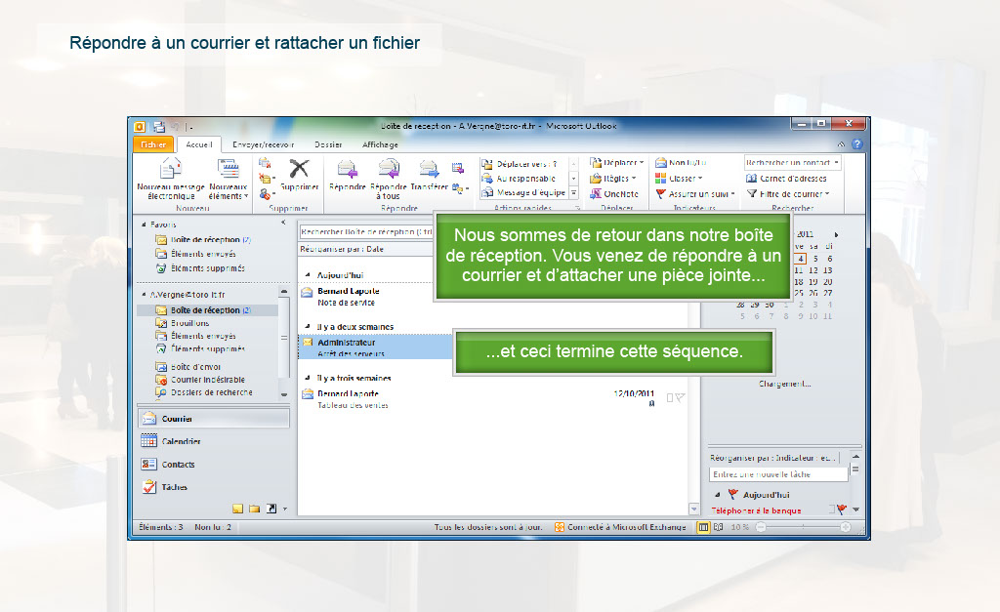 Répondre à un courrier et rattacher un fichier
Boîte de réception - A.Vergne@toro-it.fr - Microsoft Outlook
Fichier Accueil Envoyer/recevoir Dossier Affichage
Nouveau message électronique
Nouveaux éléments
Nouveau
Supprimer
Supprimer
Répondre
Répondre à tous
Transférer
Répondre
Déplacer vers : ?
Au responsable
Message d'équipe
Actions rapides
Déplacer
Règles
OneNote
Déplacer
Non lu/Lu
Classer
Assurer un suivi
Indicateurs
Rechercher un contact
Carnet d'adresses
Filtrer de courrier
Rechercher
Favoris
Boîte de réception (2)
Éléments envoyés
Éléments supprimés
A.Vergne@toro-it.fr
Boîte de réception (2)
Brouillons
Éléments envoyés
Éléments supprimés
Boîte d'envoi
Courrier indésirable
Dossiers de recherche
Courrier
Calendrier
Contacts
Tâches
Rechercher Boîte de réception (Ctrl
Réorganiser par : Date
Aujourd'hui
Bernard Laporte
Note de service
Il y a deux semaines
Administrateur
Arrêt des serveurs
Il y a trois semaines
Bernard Laporte 12/10/2011
Tableau des ventes
Nous sommes de retour dans notre boîte
de réception. Vous venez de répondre à un
courrier et d'attacher une pièce jointe...
...et ceci termine cette séquence.
2011
ve sa di
4 5 6
11 12 13
18 19 20
25 26 27
28 29 30 1 2 3 4
5 6 7 8 9 10 11
Chargement...
Réorganiser par : Indicateur : éc...
Entrez une nouvelle tâche
Aujourd'hui
Téléphoner à la banque
Éléments : 3 Non lu : 2 Tous les dossiers sont à jour. Connecté à Microsoft Exchange 10 %